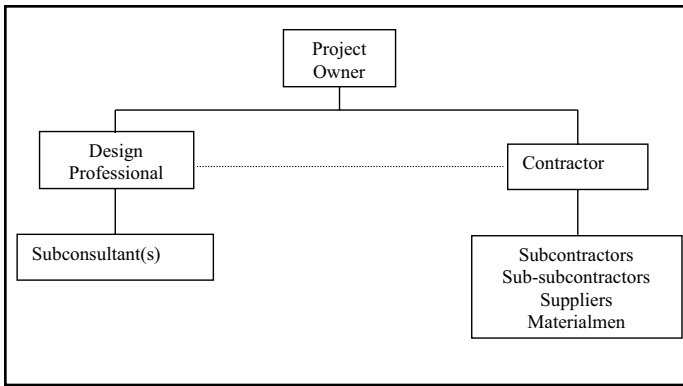 Project
Owner
Design
Professional
Contractor
Subconsultant(s)
Subcontractors
Sub-subcontractors
Suppliers
Materialmen